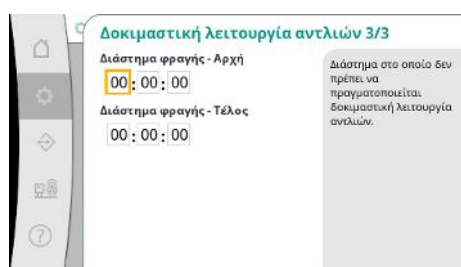 Δοκιμαστική λειτουργία αντλιών 3/3
Διάστημα φραγής - Αρχή
00 : 00 : 00
Διάστημα φραγής - Τέλος
00 : 00 : 00
Διάστημα στο οποίο δεν
πρέπει να
πραγματοποιείται
δοκιμαστική λειτουργία
αντλιών.
?